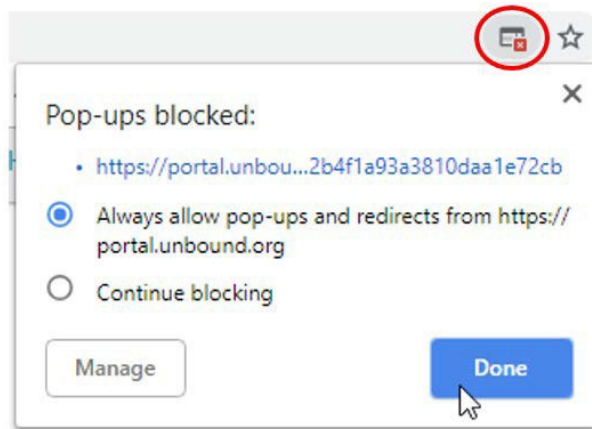 Pop-ups blocked:
• https://portal.unbou...2b4f1a93a3810daa1e72cb
Always allow pop-ups and redirects from https://
portal.unbound.org
Continue blocking
Manage
Done